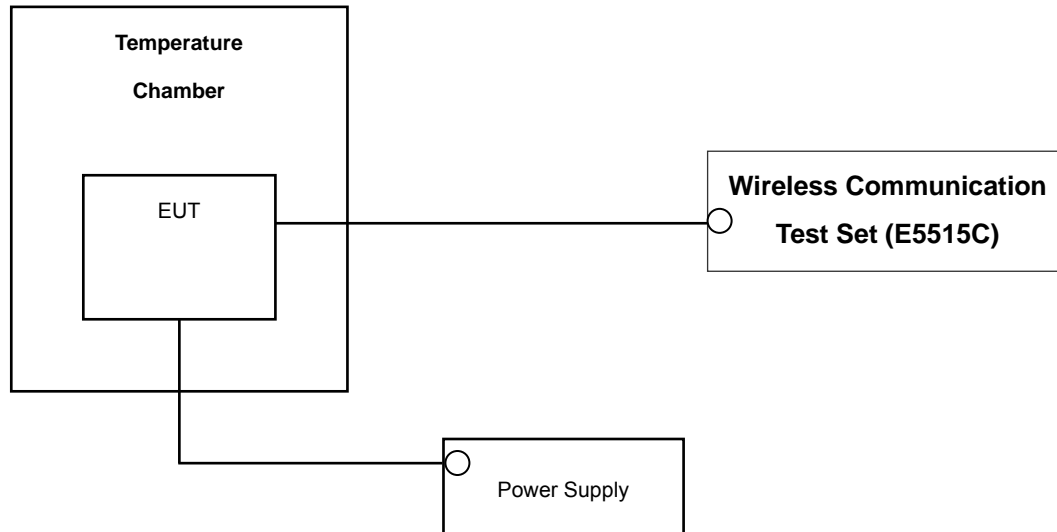 Temperature
Chamber
EUT
Wireless Communication
Test Set (E5515C)
Power Supply